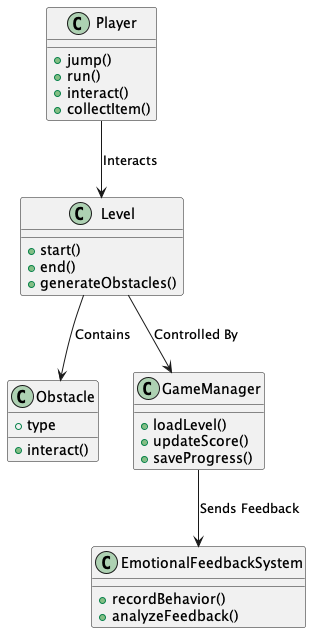 C Player
jump()
run()
interact()
collectItem()
Interacts
C Level
start()
end()
generateObstacles()
Contains
Controlled By
C Obstacle
type
interact()
C GameManager
loadLevel()
updateScore()
saveProgress()
Sends Feedback
C EmotionalFeedbackSystem
recordBehavior()
analyzeFeedback()